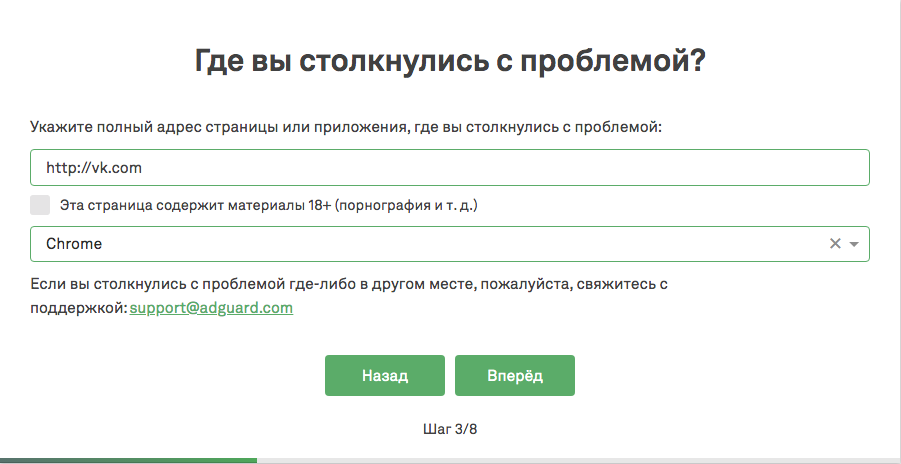 Где вы столкнулись с проблемой?
Укажите полный адрес страницы или приложения, где вы столкнулись с проблемой:
http://vk.com
Эта страница содержит материалы 18+ (порнография и т. д.)
Chrome
Если вы столкнулись с проблемой где-либо в другом месте, пожалуйста, свяжитесь с
поддержкой: support@adguard.com
Назад
Вперёд
Шаг 3/8